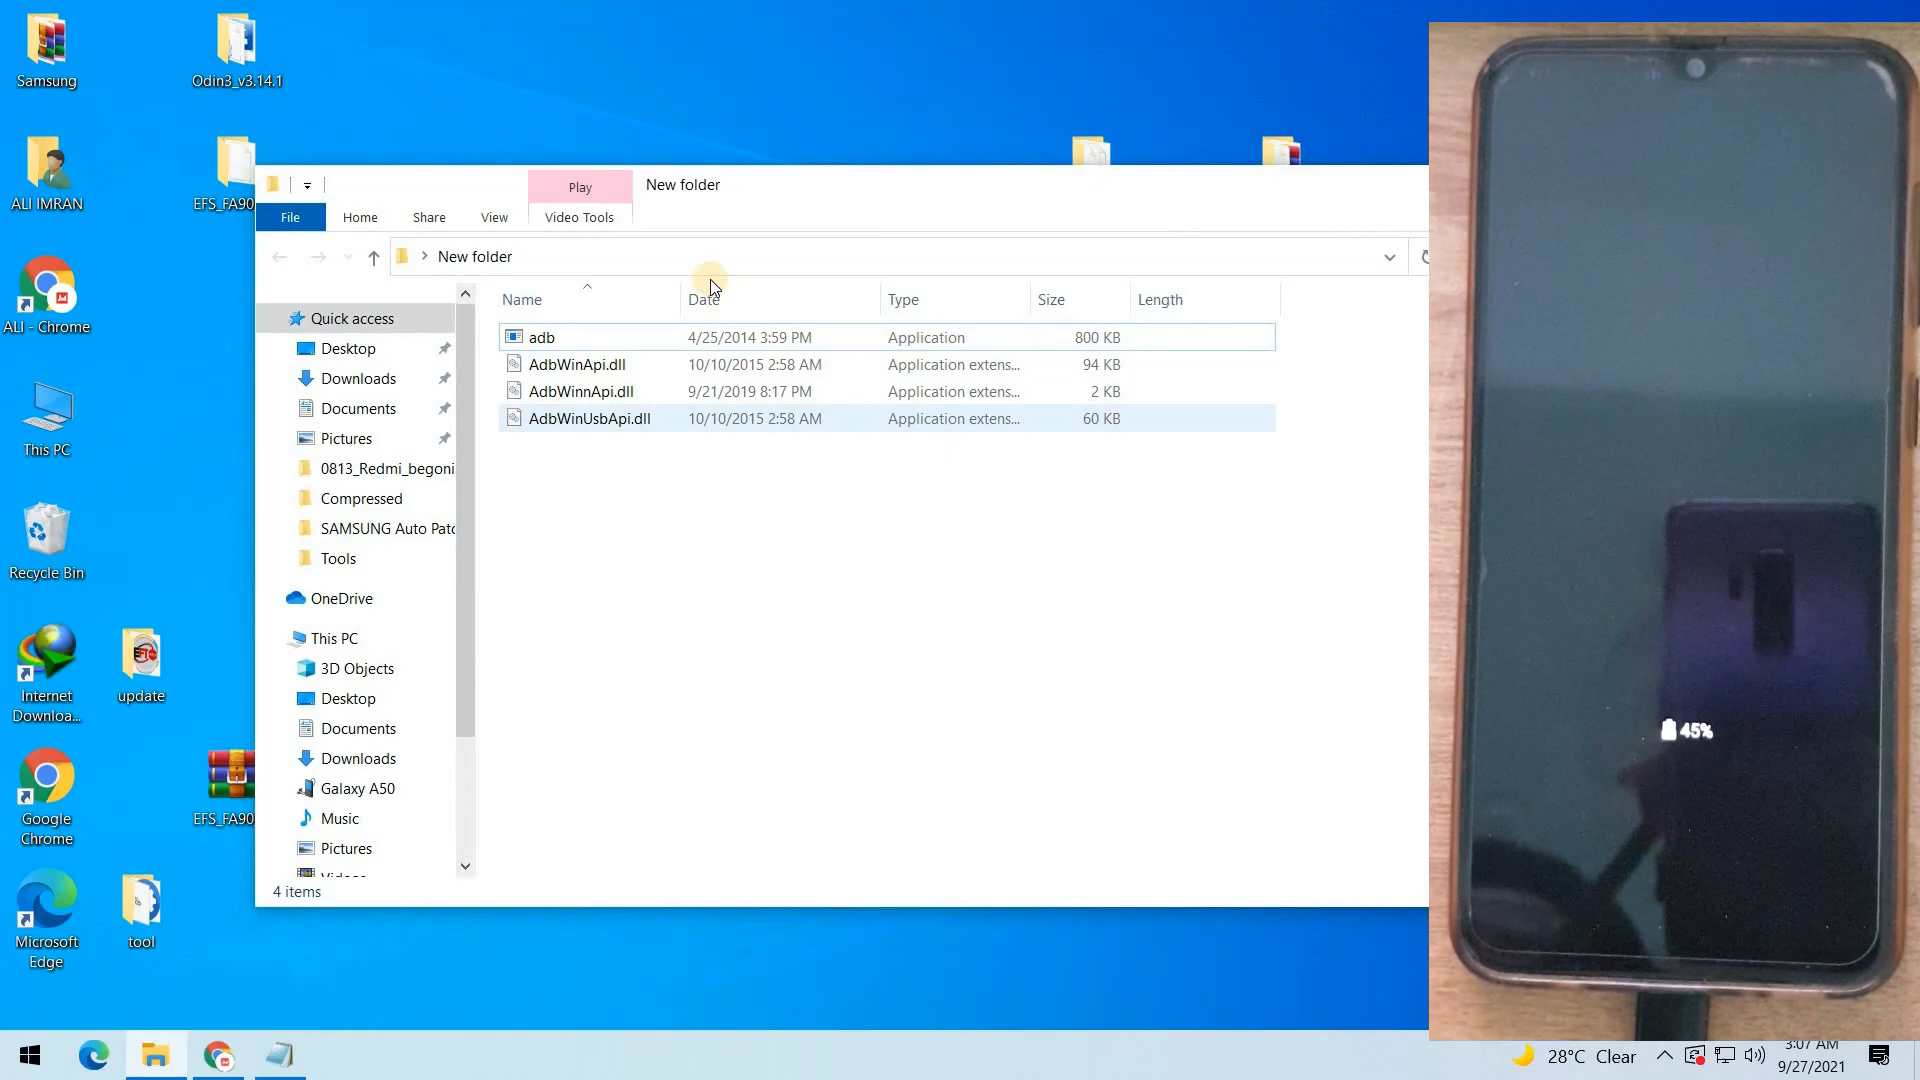 Samsung
Odin3_v3.14.1
ALI IMRAN
EFS_FA90
ALI - Chrome
This PC
Recycle Bin
Internet
Downloa...
update
Google
Chrome
EFS_FA90
Microsoft
Edge
tool
Play
New folder
File
Home
Share
View
Video Tools
New folder
Name
Date
Type
Size
Length
Quick access
Desktop
Downloads
Documents
Pictures
0813_Redmi_begoni
Compressed
SAMSUNG Auto Patc
Tools
OneDrive
This PC
3D Objects
Desktop
Documents
Downloads
Galaxy A50
Music
Pictures
adb 4/25/2014 3:59 PM Application 800 KB
AdbWinApi.dll 10/10/2015 2:58 AM Application extens... 94 KB
AdbWinnApi.dll 9/21/2019 8:17 PM Application extens... 2 KB
AdbWinUsbApi.dll 10/10/2015 2:58 AM Application extens... 60 KB
4 items
45%
28°C Clear
3:07 AM
9/27/2021